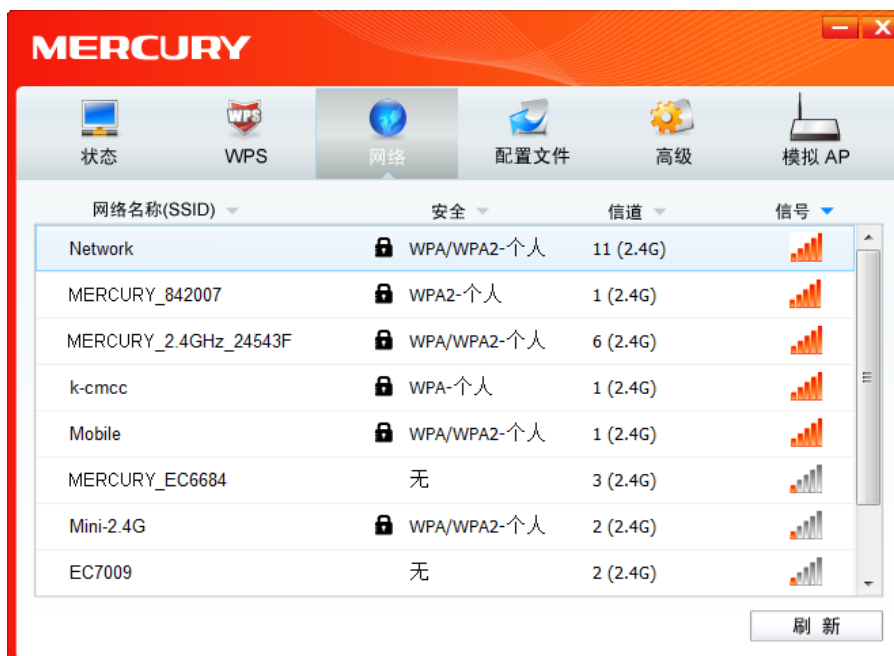 MERCURY
状态 WPS 网络 配置文件 高级 模拟 AP
网络名称(SSID) 安全 信道 信号
Network WPA/WPA2-个人 11 (2.4G)
MERCURY_842007 WPA2-个人 1 (2.4G)
MERCURY_2.4GHz_24543F WPA/WPA2-个人 6 (2.4G)
k-cmcc WPA-个人 1 (2.4G)
Mobile WPA/WPA2-个人 1 (2.4G)
MERCURY_EC6684 无 3 (2.4G)
Mini-2.4G WPA/WPA2-个人 2 (2.4G)
EC7009 无 2 (2.4G)
刷 新